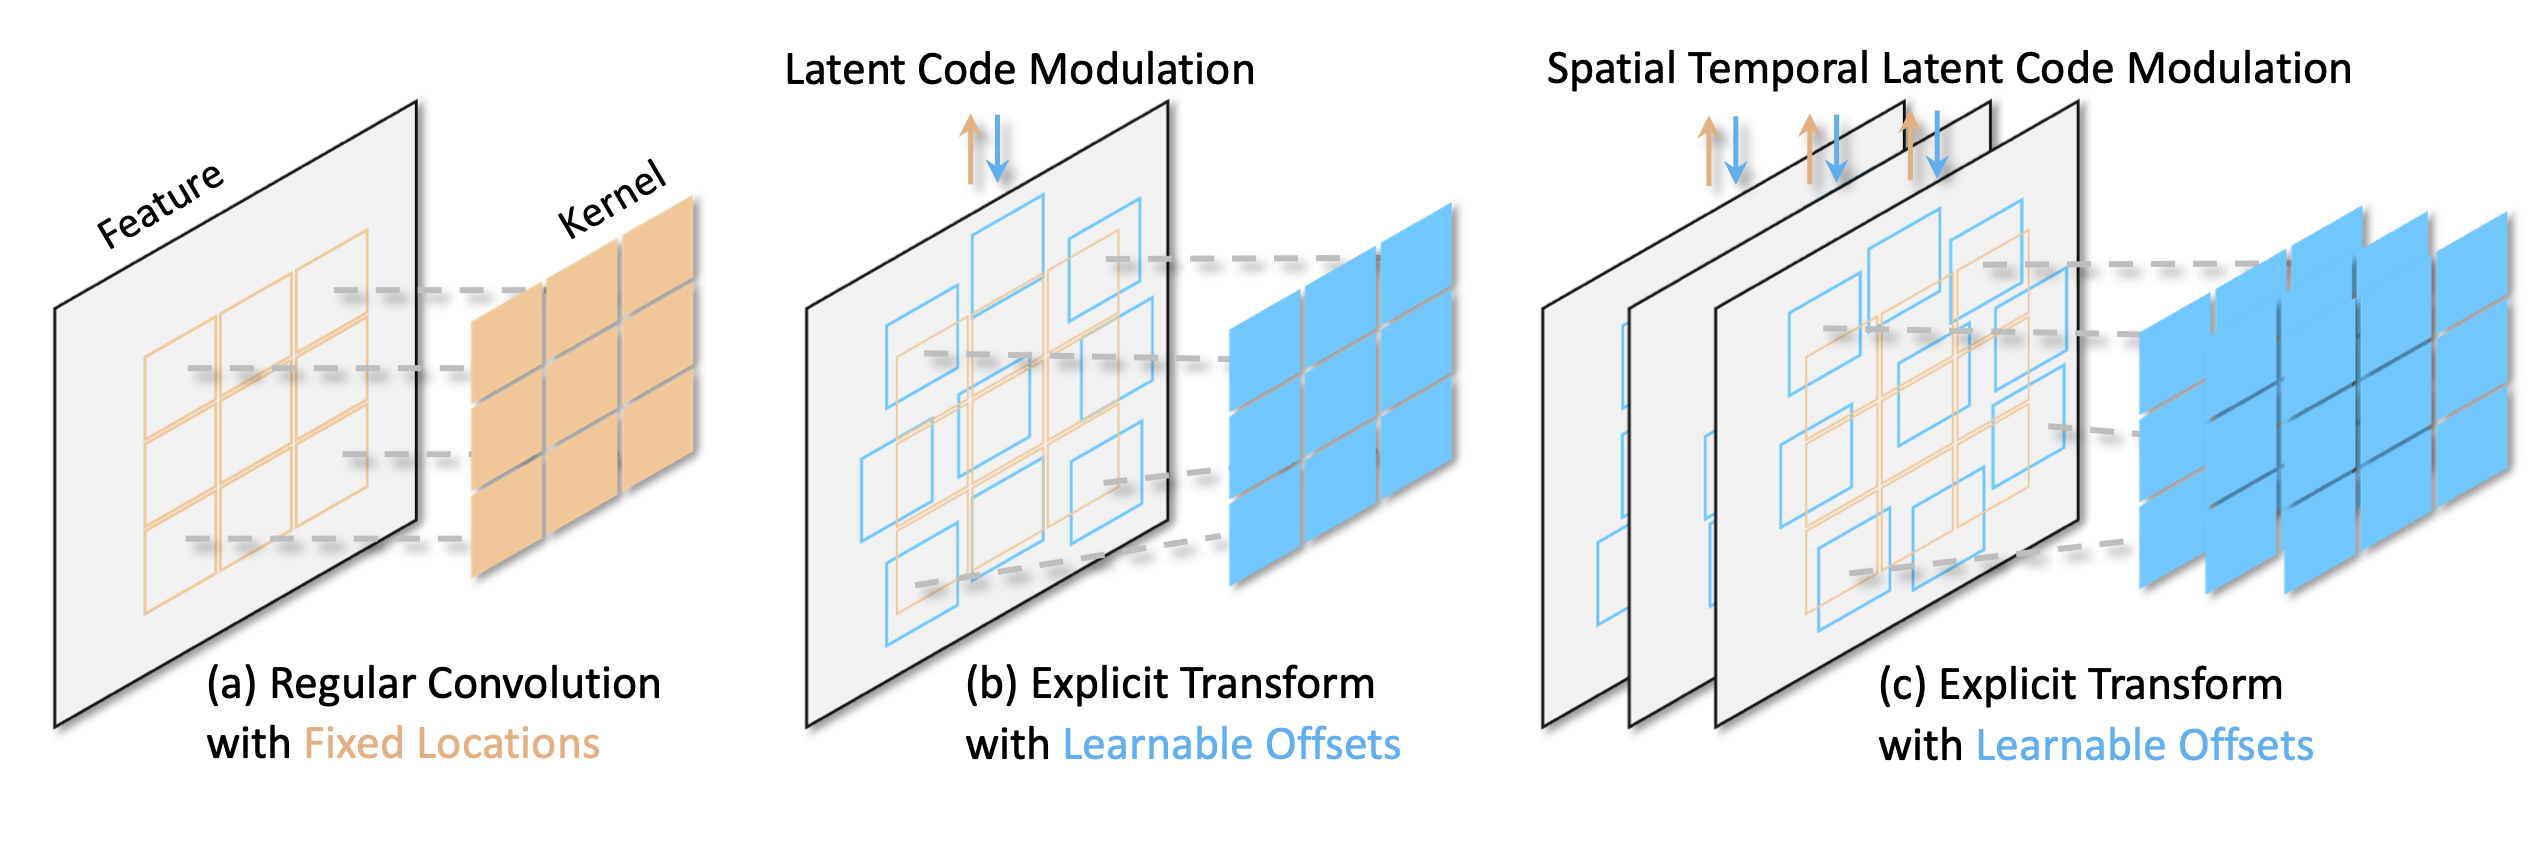 Feature
Kernel
(a) Regular Convolution
with Fixed Locations
Latent Code Modulation
(b) Explicit Transform
with Learnable Offsets
Spatial Temporal Latent Code Modulation
(c) Explicit Transform
with Learnable Offsets